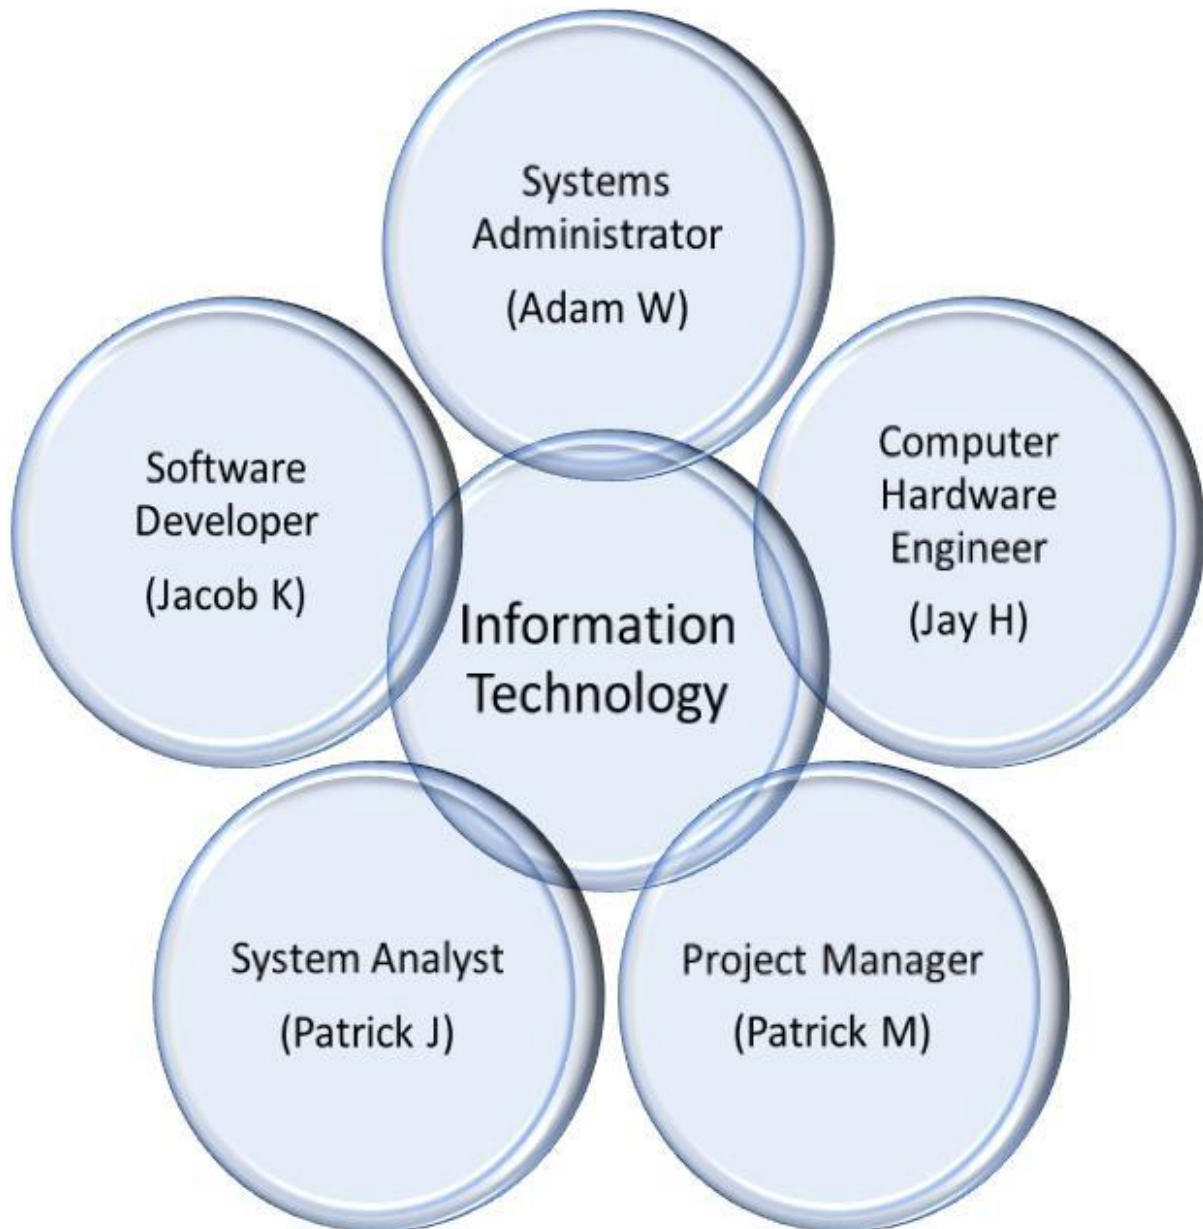 Systems
Administrator
(Adam W)
Software
Developer
(Jacob K)
Computer
Hardware
Engineer
(Jay H)
Information
Technology
System Analyst
(Patrick J)
Project Manager
(Patrick M)